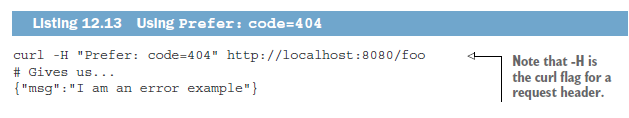 Listing 12.13 Using Prefer: code=404
curl -H "Prefer: code=404" http://localhost:8080/foo
# Gives us...
{"msg":"I am an error example"}
Note that -H is
the curl flag for a
request header.